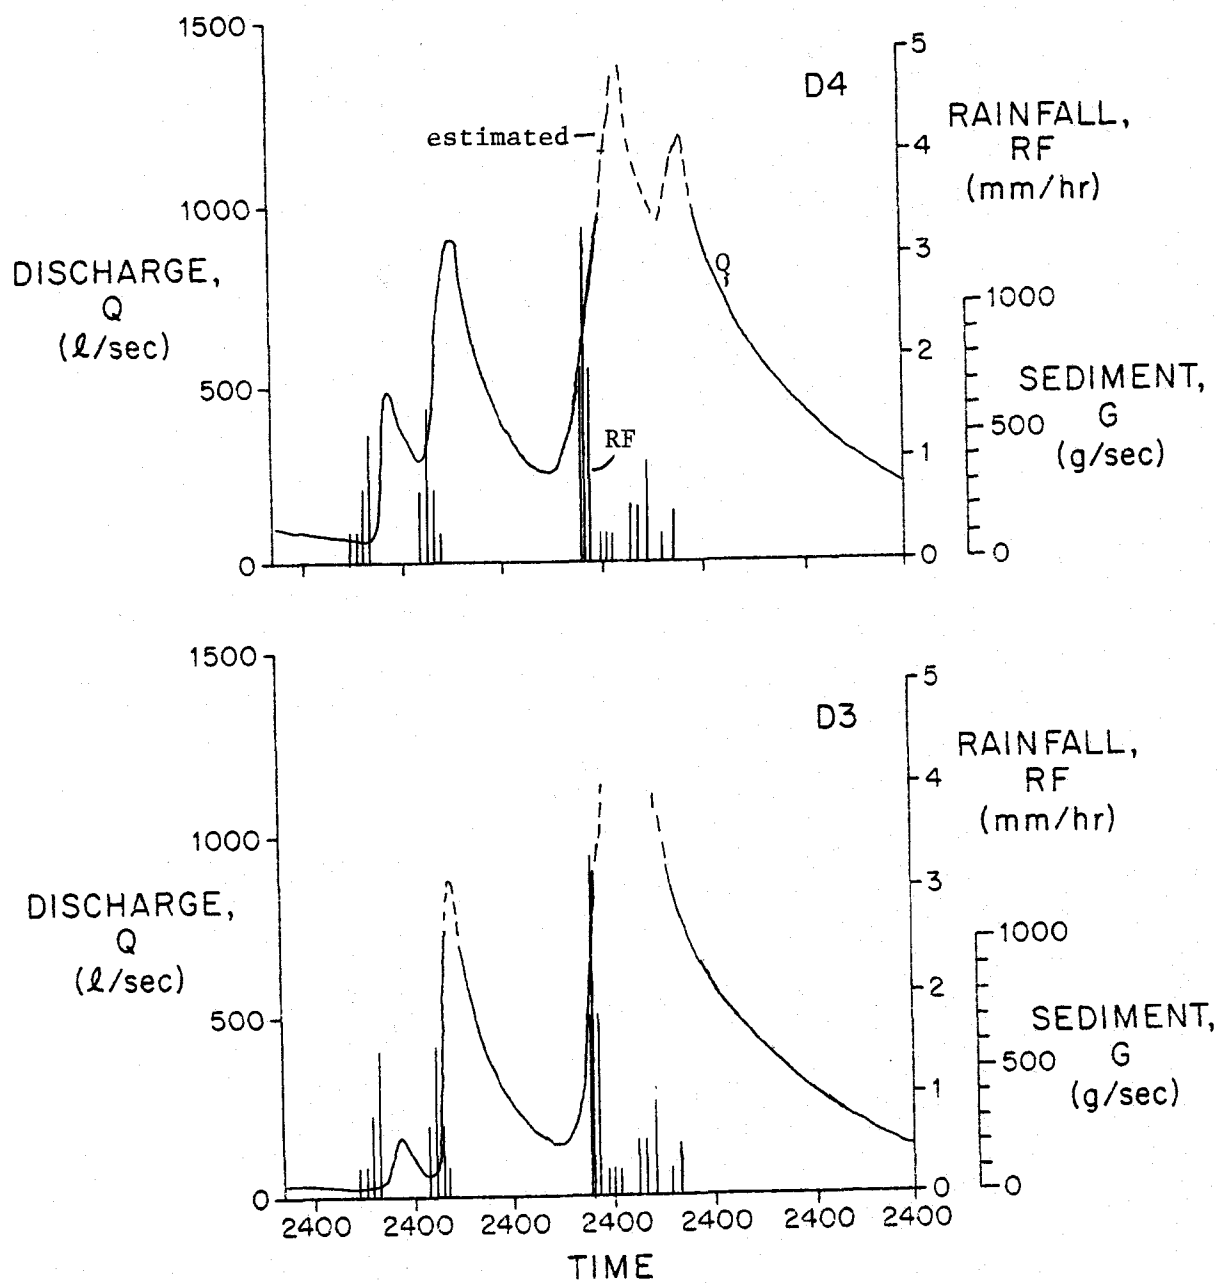 1500
1000
500
0
DISCHARGE,
Q
(ℓ/sec)
estimated
RF
Q
D4
5
4
3
2
1
0
RAINFALL,
RF
(mm/hr)
1000
500
0
SEDIMENT,
G
(g/sec)
1500
1000
500
0
DISCHARGE,
Q
(ℓ/sec)
D3
5
4
3
2
1
0
RAINFALL,
RF
(mm/hr)
1000
500
0
SEDIMENT,
G
(g/sec)
2400 2400 2400 2400 2400 2400 2400
TIME